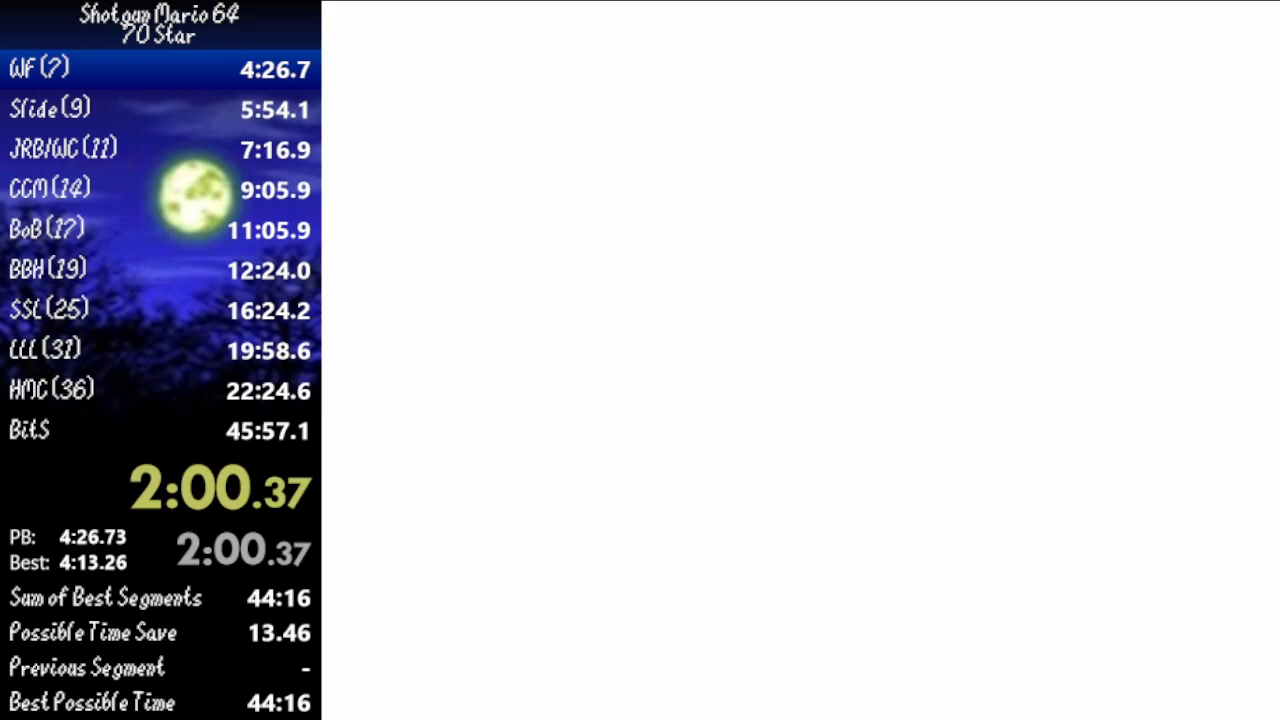 Shotgun Mario 64
70 Star
WF (7) 4:26.7
Slide (9) 5:54.1
JRB/WC (11) 7:16.9
CCM (14) 9:05.9
BoB (17) 11:05.9
BBH (19) 12:24.0
SSL (25) 16:24.2
LLL (31) 19:58.6
HMC (36) 22:24.6
BitS 45:57.1
2:00.37
PB: 4:26.73
Best: 4:13.26
2:00.37
Sum of Best Segments 44:16
Possible Time Save 13.46
Previous Segment -
Best Possible Time 44:16